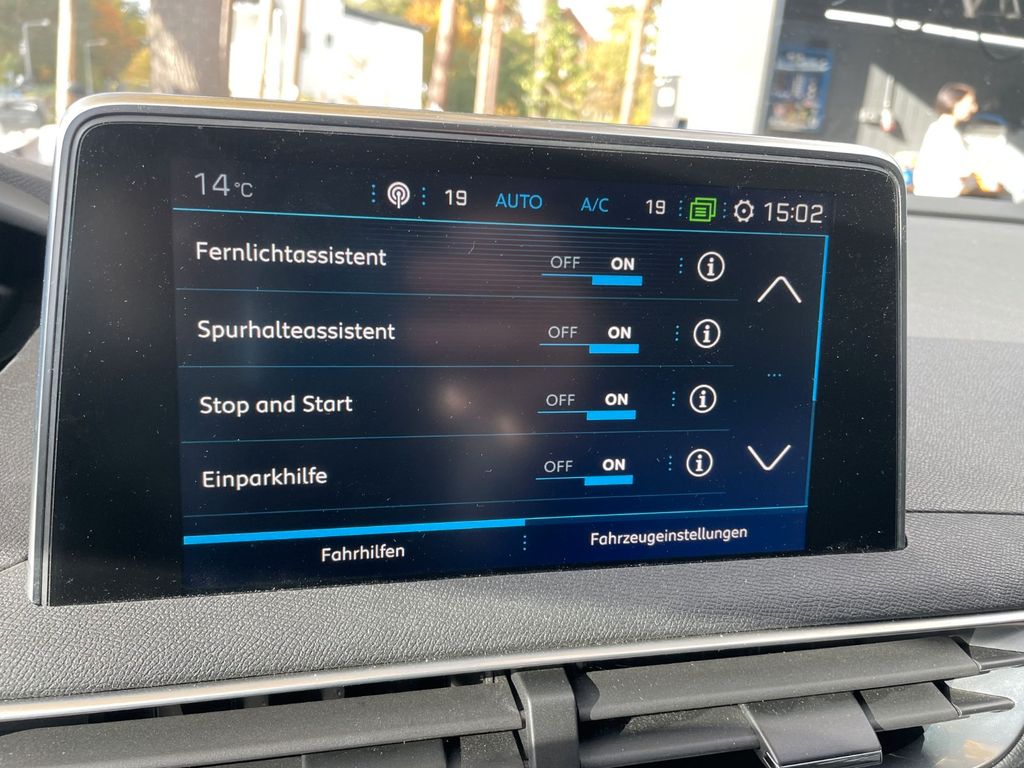 14°C 19 AUTO A/C 19 15:02
Fernlichtassistent OFF ON i
Spurhalteassistent OFF ON i
Stop and Start OFF ON i
Einparkhilfe OFF ON i
Fahrhilfen Fahrzeugeinstellungen